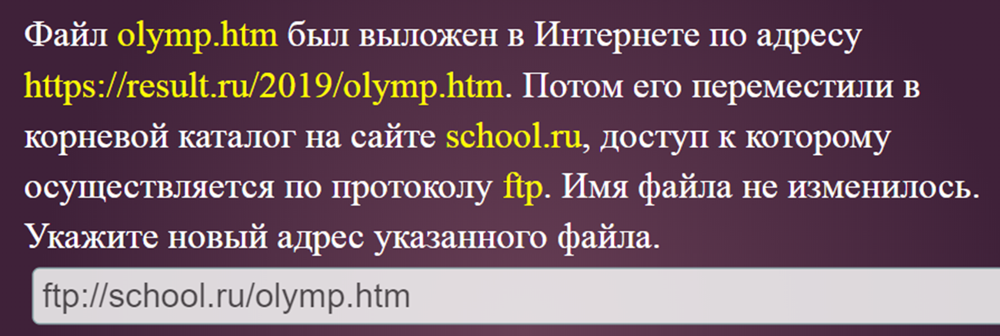 Файл olymp.htm был выложен в Интернете по адресу
https://result.ru/2019/olymp.htm. Потом его переместили в
корневой каталог на сайте school.ru, доступ к которому
осуществляется по протоколу ftp. Имя файла не изменилось.
Укажите новый адрес указанного файла.
ftp://school.ru/olymp.htm